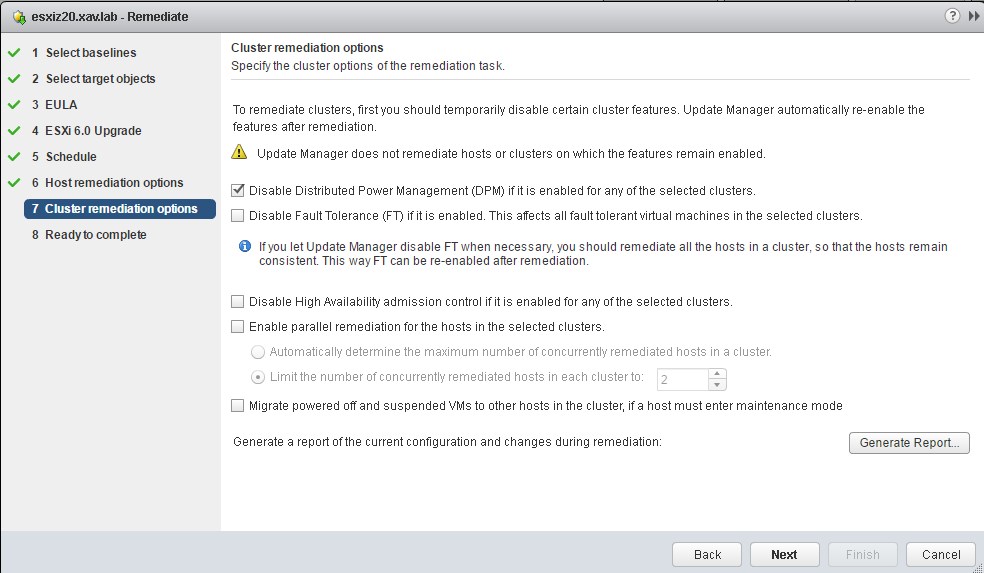 esxiz20.xav.lab - Remediate
?
1 Select baselines
2 Select target objects
3 EULA
4 ESXi 6.0 Upgrade
5 Schedule
6 Host remediation options
7 Cluster remediation options
8 Ready to complete
Cluster remediation options
Specify the cluster options of the remediation task.
To remediate clusters, first you should temporarily disable certain cluster features. Update Manager automatically re-enable the
features after remediation.
Update Manager does not remediate hosts or clusters on which the features remain enabled.
Disable Distributed Power Management (DPM) if it is enabled for any of the selected clusters.
Disable Fault Tolerance (FT) if it is enabled. This affects all fault tolerant virtual machines in the selected clusters.
If you let Update Manager disable FT when necessary, you should remediate all the hosts in a cluster, so that the hosts remain
consistent. This way FT can be re-enabled after remediation.
Disable High Availability admission control if it is enabled for any of the selected clusters.
Enable parallel remediation for the hosts in the selected clusters.
Automatically determine the maximum number of concurrently remediated hosts in a cluster.
Limit the number of concurrently remediated hosts in each cluster to: 2
Migrate powered off and suspended VMs to other hosts in the cluster, if a host must enter maintenance mode
Generate a report of the current configuration and changes during remediation: Generate Report...
Back Next Finish Cancel